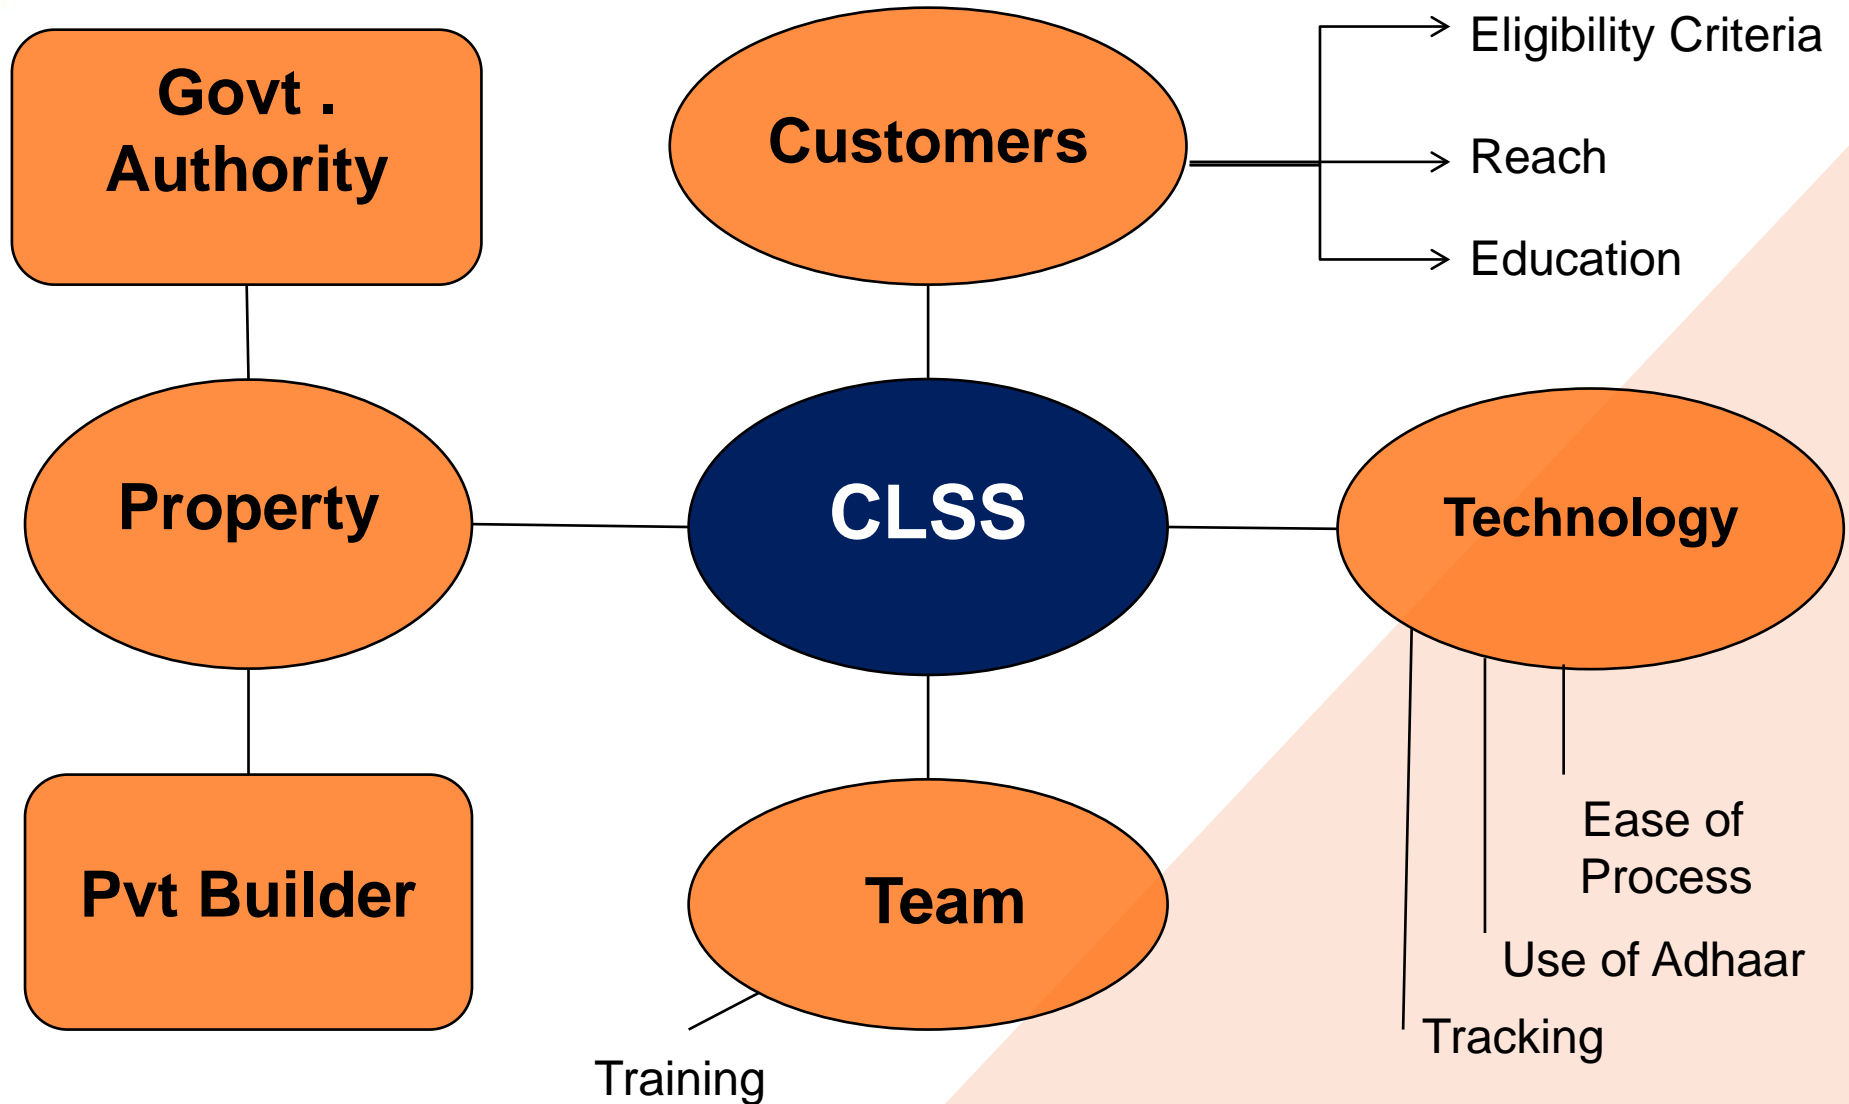 Govt .
Authority
Customers
Eligibility Criteria
Reach
Education
Property
CLSS
Technology
Pvt Builder
Team
Ease of
Process
Use of Adhaar
Tracking
Training